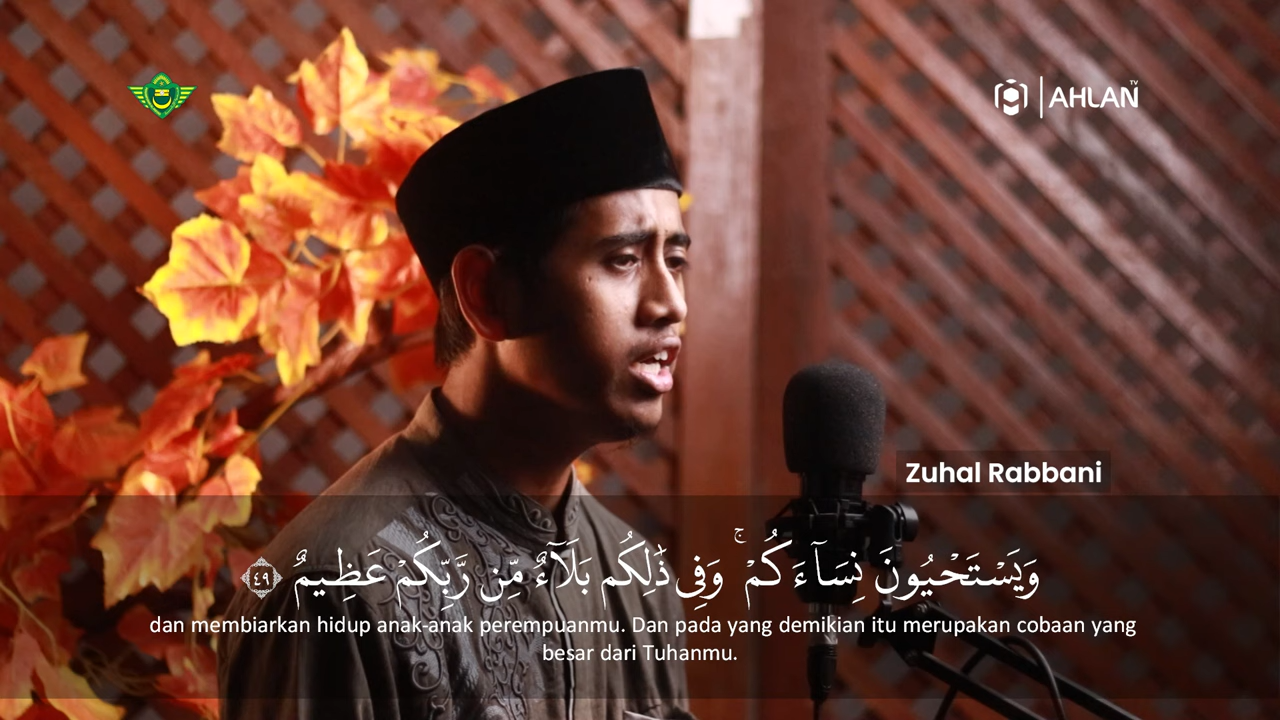 AHLAN TV
Zuhal Rabbani
وَيَسْتَحْيُونَ نِسَآءَكُمْ ۚ وَفِى ذَٰلِكُم بَلَآءٌ مِّن رَّبِّكُمْ عَظِيمٌ ٤٩
dan membiarkan hidup anak-anak perempuanmu. Dan pada yang demikian itu merupakan cobaan yang
besar dari Tuhanmu.